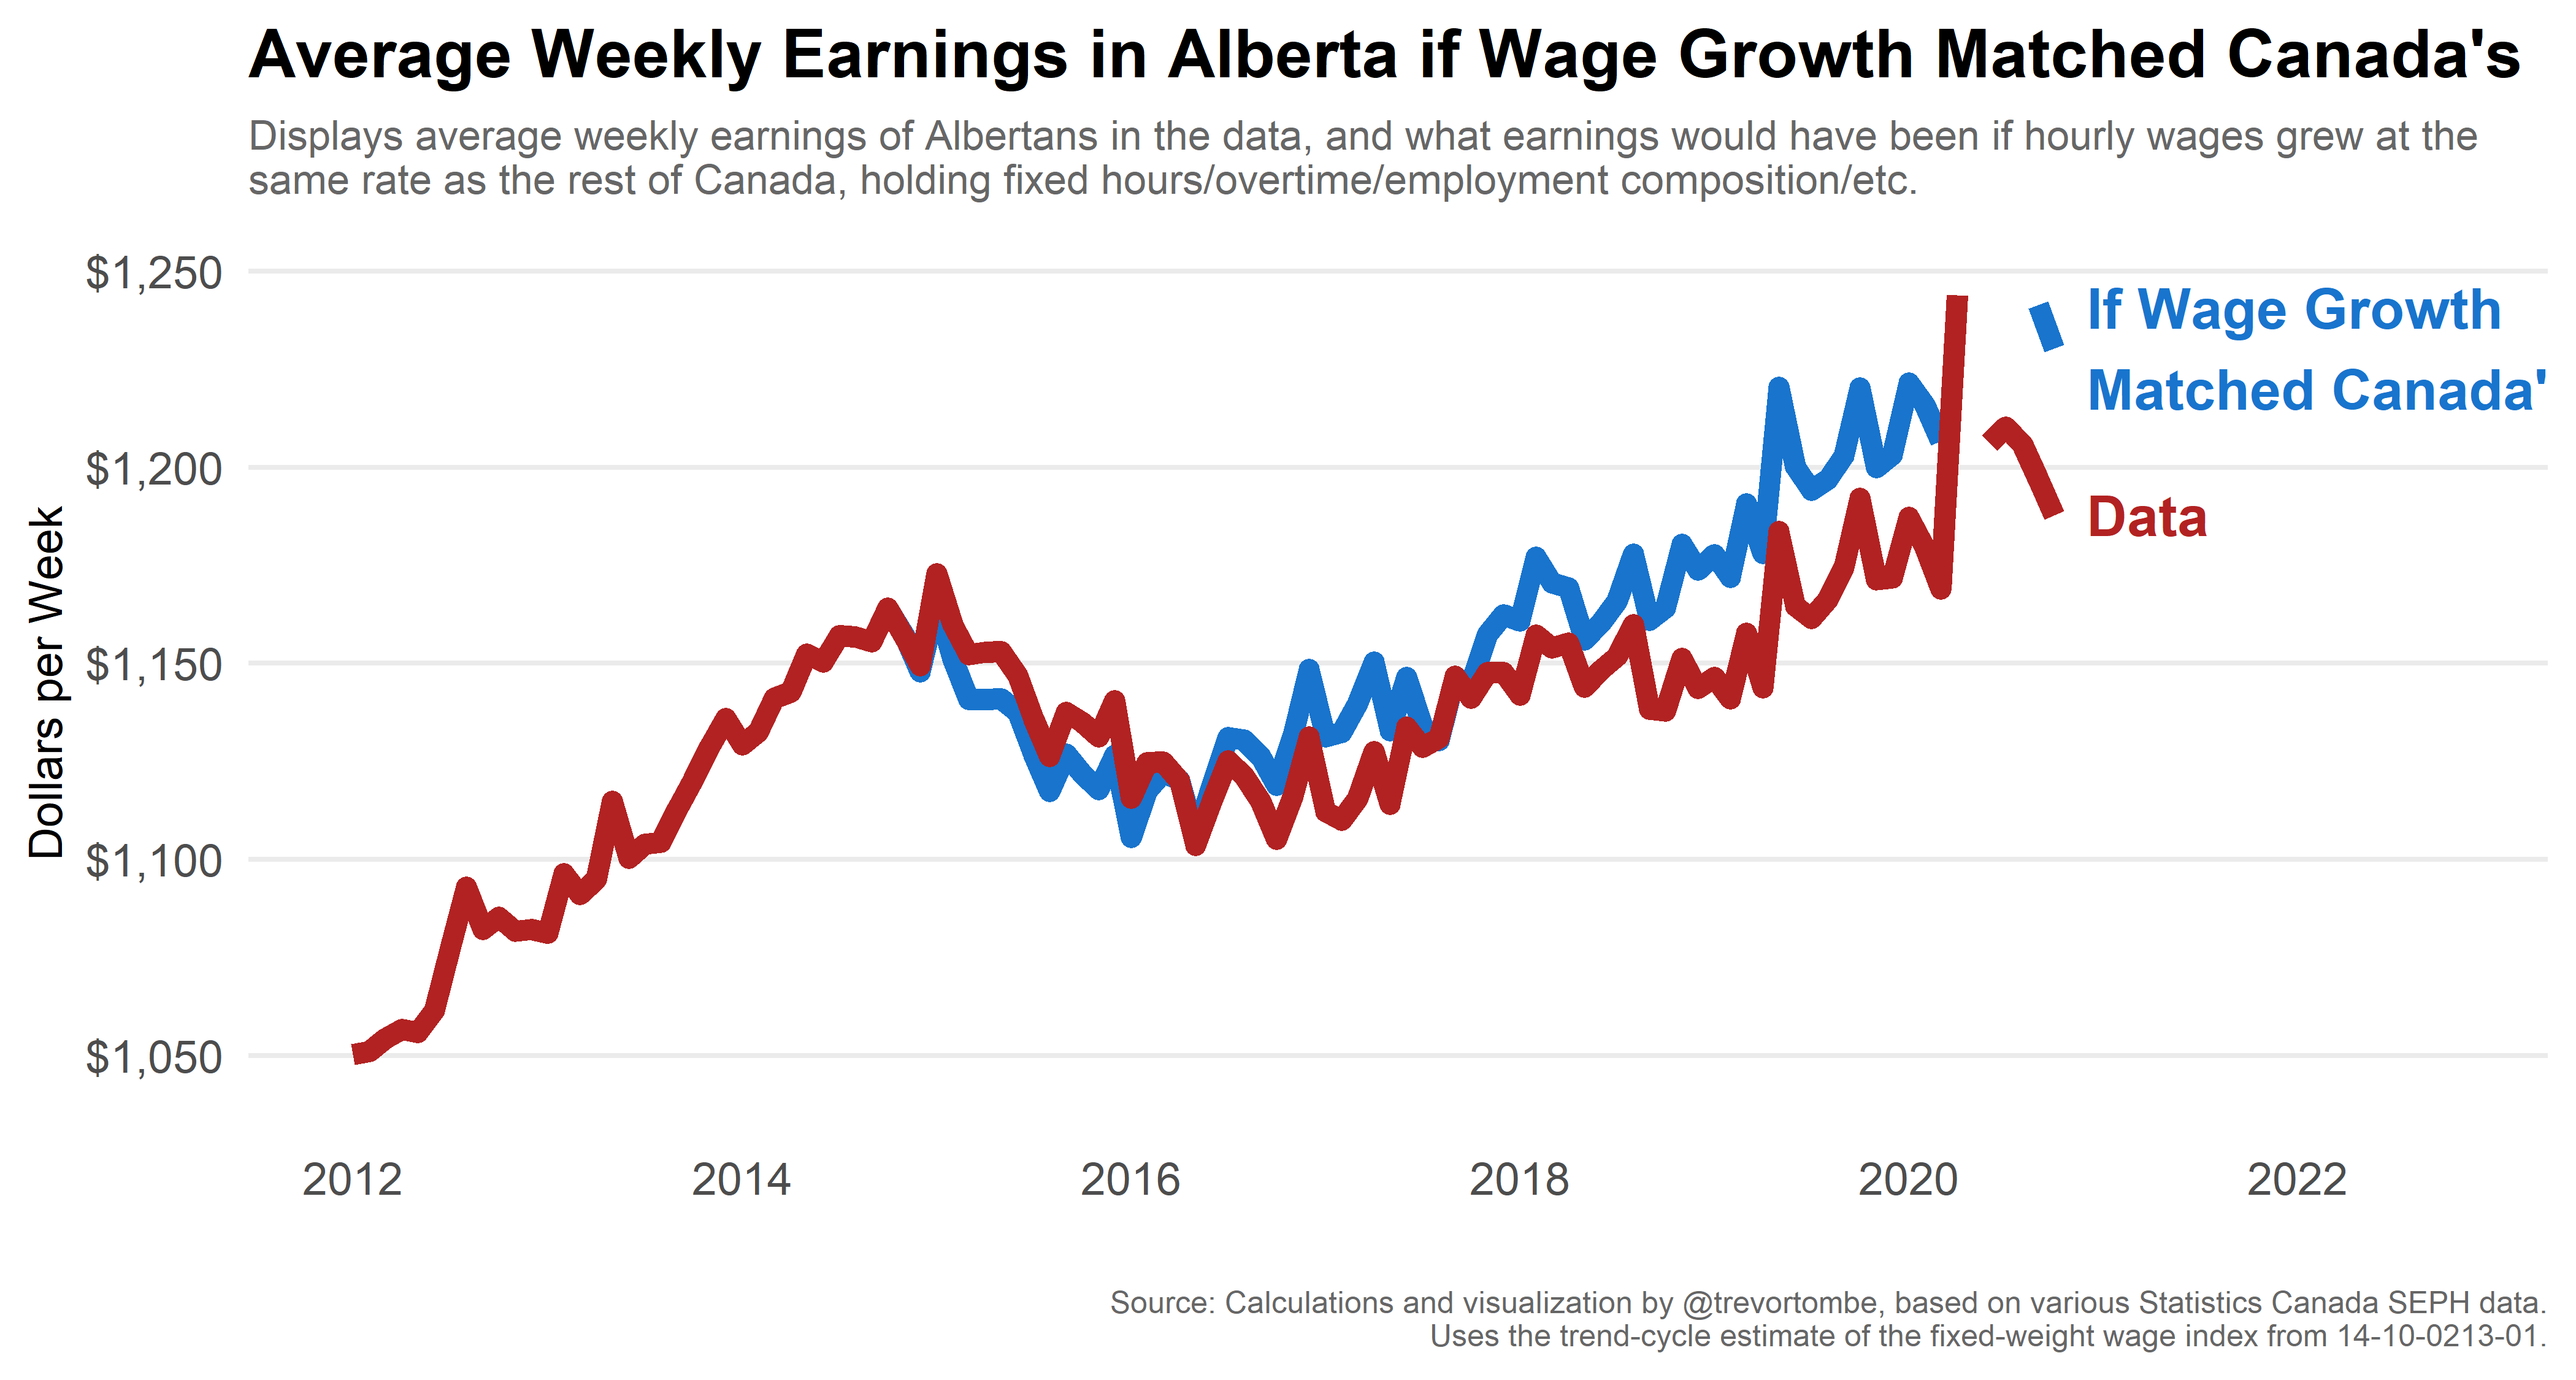 Average Weekly Earnings in Alberta if Wage Growth Matched Canada's
Displays average weekly earnings of Albertans in the data, and what earnings would have been if hourly wages grew at the
same rate as the rest of Canada, holding fixed hours/overtime/employment composition/etc.
$1,250
$1,200
$1,150
$1,100
$1,050
Dollars per Week
If Wage Growth
Matched Canada'
Data
2012
2014
2016
2018
2020
2022
Source: Calculations and visualization by @trevortombe, based on various Statistics Canada SEPH data.
Uses the trend-cycle estimate of the fixed-weight wage index from 14-10-0213-01.